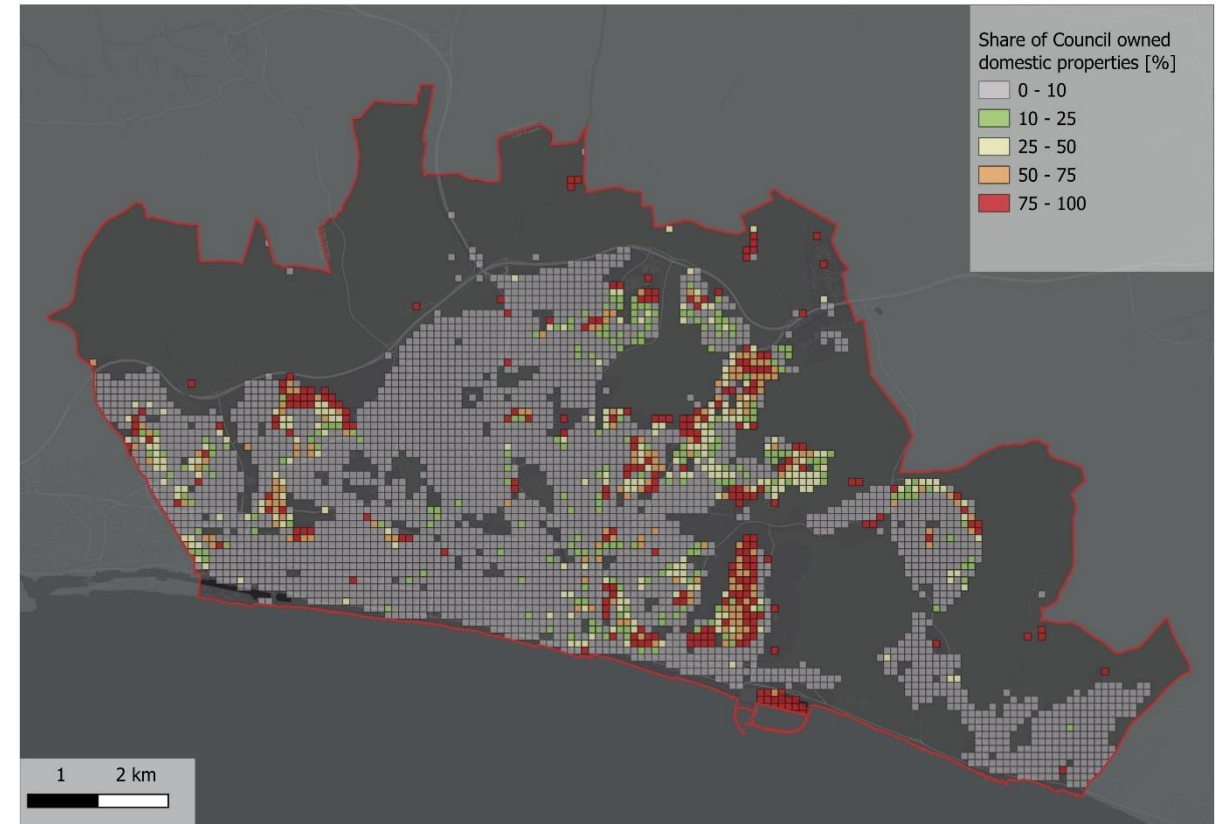 Share of Council owned
domestic properties [%]
0 - 10
10 - 25
25 - 50
50 - 75
75 - 100
1 2 km